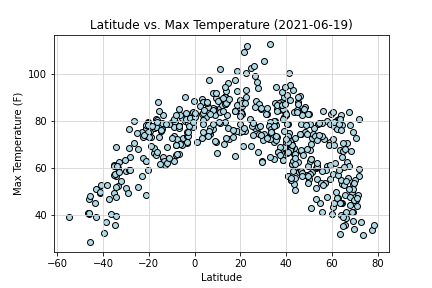 Latitude vs. Max Temperature (2021-06-19)
100
80
60
40
Max Temperature (F)
−60 −40 −20 0 20 40 60 80
Latitude